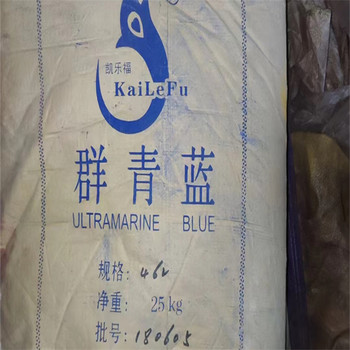 凯乐福
KaiLeFu
群青蓝
ULTRAMARINE BLUE
规格: 462
净重: 25kg
批号: 180605